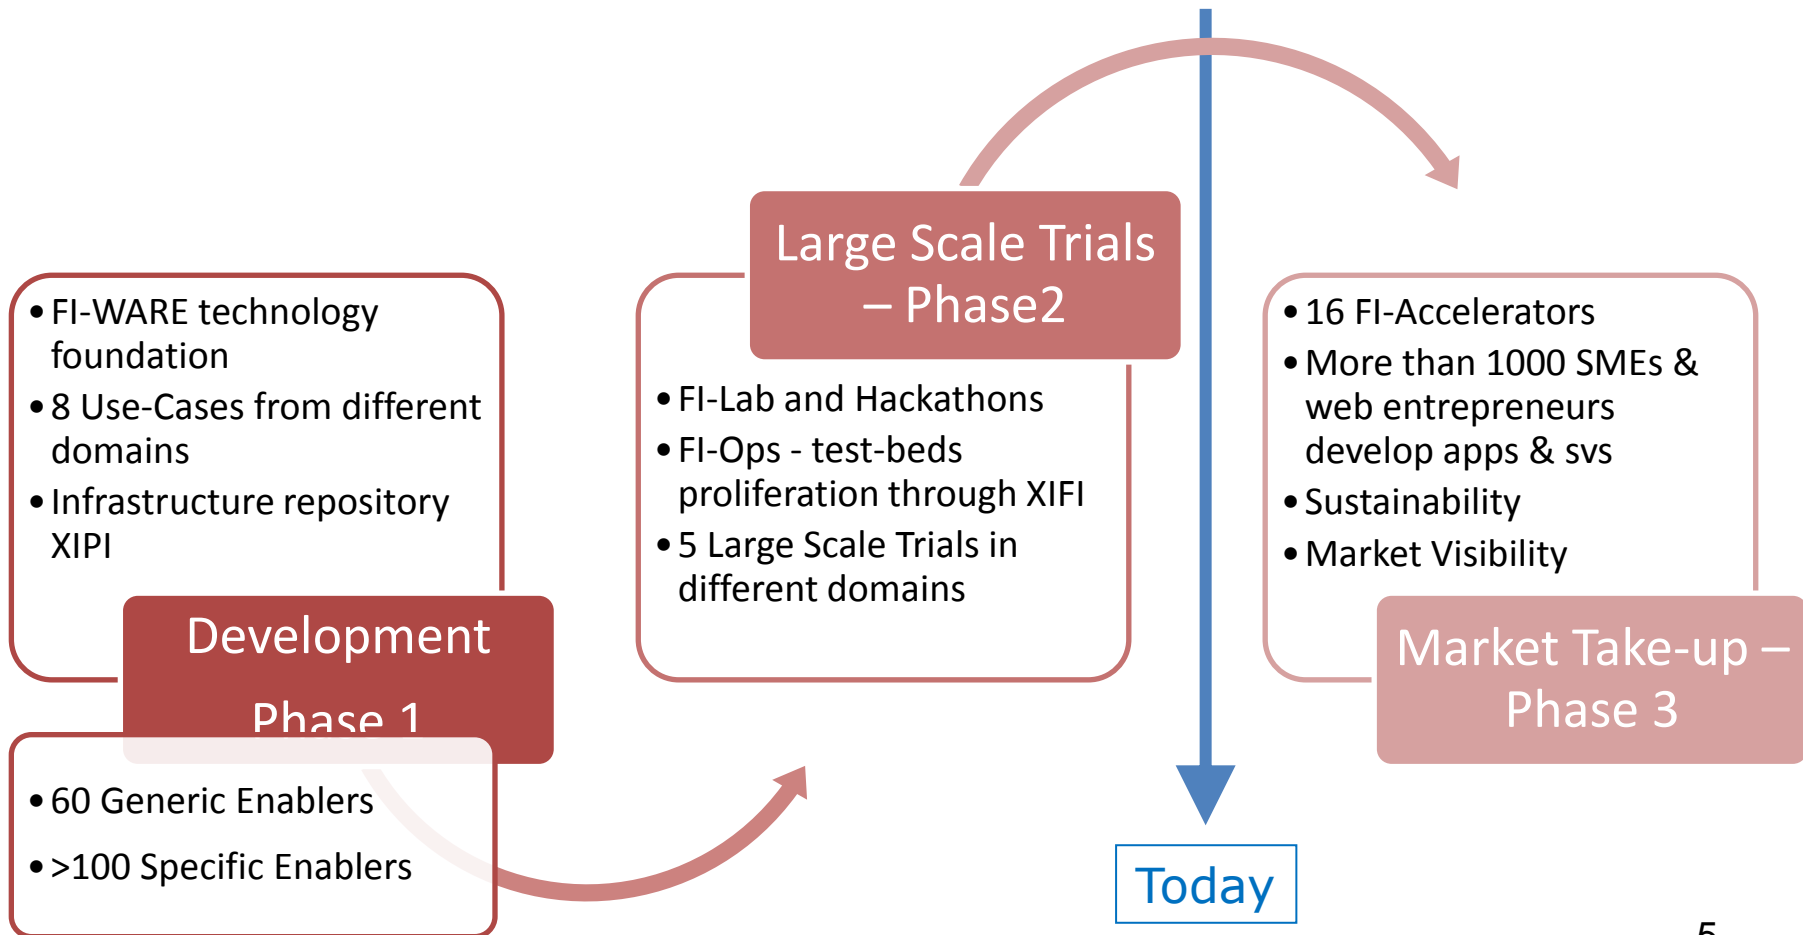 • FI-WARE technology
foundation
• 8 Use-Cases from different
domains
• Infrastructure repository
XIPI
Development
Phase 1
• 60 Generic Enablers
• >100 Specific Enablers
Large Scale Trials
– Phase2
• FI-Lab and Hackathons
• FI-Ops - test-beds
proliferation through XIFI
• 5 Large Scale Trials in
different domains
• 16 FI-Accelerators
• More than 1000 SMEs &
web entrepreneurs
develop apps & svs
• Sustainability
• Market Visibility
Market Take-up –
Phase 3
Today
5